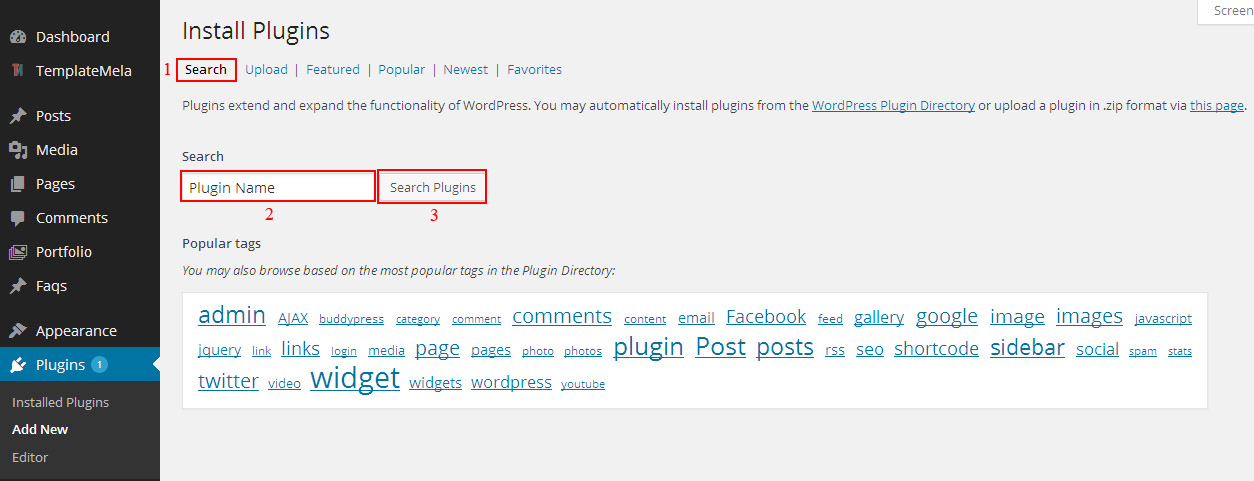 Screen
Install Plugins
Dashboard
TemplateMela
Posts
Media
Pages
Comments
Portfolio
Faqs
Appearance
Plugins 1
Installed Plugins
Add New
Editor
1 Search Upload | Featured | Popular | Newest | Favorites
Plugins extend and expand the functionality of WordPress. You may automatically install plugins from the WordPress Plugin Directory or upload a plugin in .zip format via this page.
Search
Plugin Name Search Plugins
2 3
Popular tags
You may also browse based on the most popular tags in the Plugin Directory:
admin AJAX buddypress category comment comments content email Facebook feed gallery google image images javascript
jquery link links login media page pages photo photos plugin Post posts rss seo shortcode sidebar social spam stats
twitter video widget widgets wordpress youtube